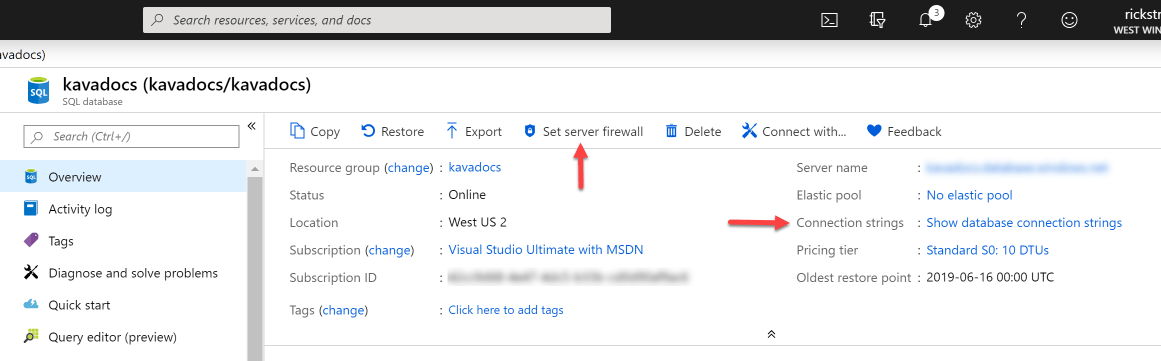 Search resources, services, and docs
3
rickstr
WEST WIN
avadocs)
SQL
kavadocs (kavadocs/kavadocs)
SQL database
Search (Ctrl+/)
«
Copy
Restore
Export
Set server firewall
Delete
Connect with...
Feedback
SQL Overview
Activity log
Tags
Diagnose and solve problems
Quick start
Query editor (preview)
Resource group (change) : kavadocs
Status : Online
Location : West US 2
Subscription (change) : Visual Studio Ultimate with MSDN
Subscription ID :
Tags (change) : Click here to add tags
Server name :
Elastic pool : No elastic pool
Connection strings : Show database connection strings
Pricing tier : Standard S0: 10 DTUs
Oldest restore point : 2019-06-16 00:00 UTC